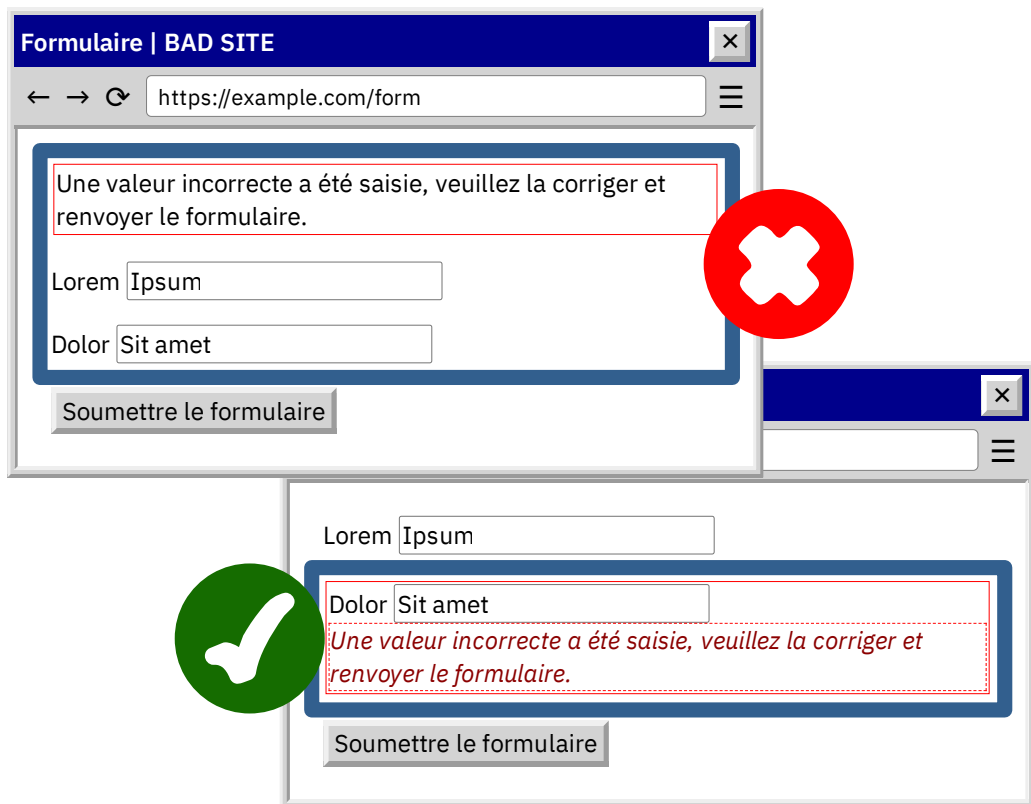 Formulaire | BAD SITE
https://example.com/form
Une valeur incorrecte a été saisie, veuillez la corriger et
renvoyer le formulaire.
Lorem Ipsum
Dolor Sit amet
Soumettre le formulaire
Lorem Ipsum
Dolor Sit amet
Une valeur incorrecte a été saisie, veuillez la corriger et
renvoyer le formulaire.
Soumettre le formulaire